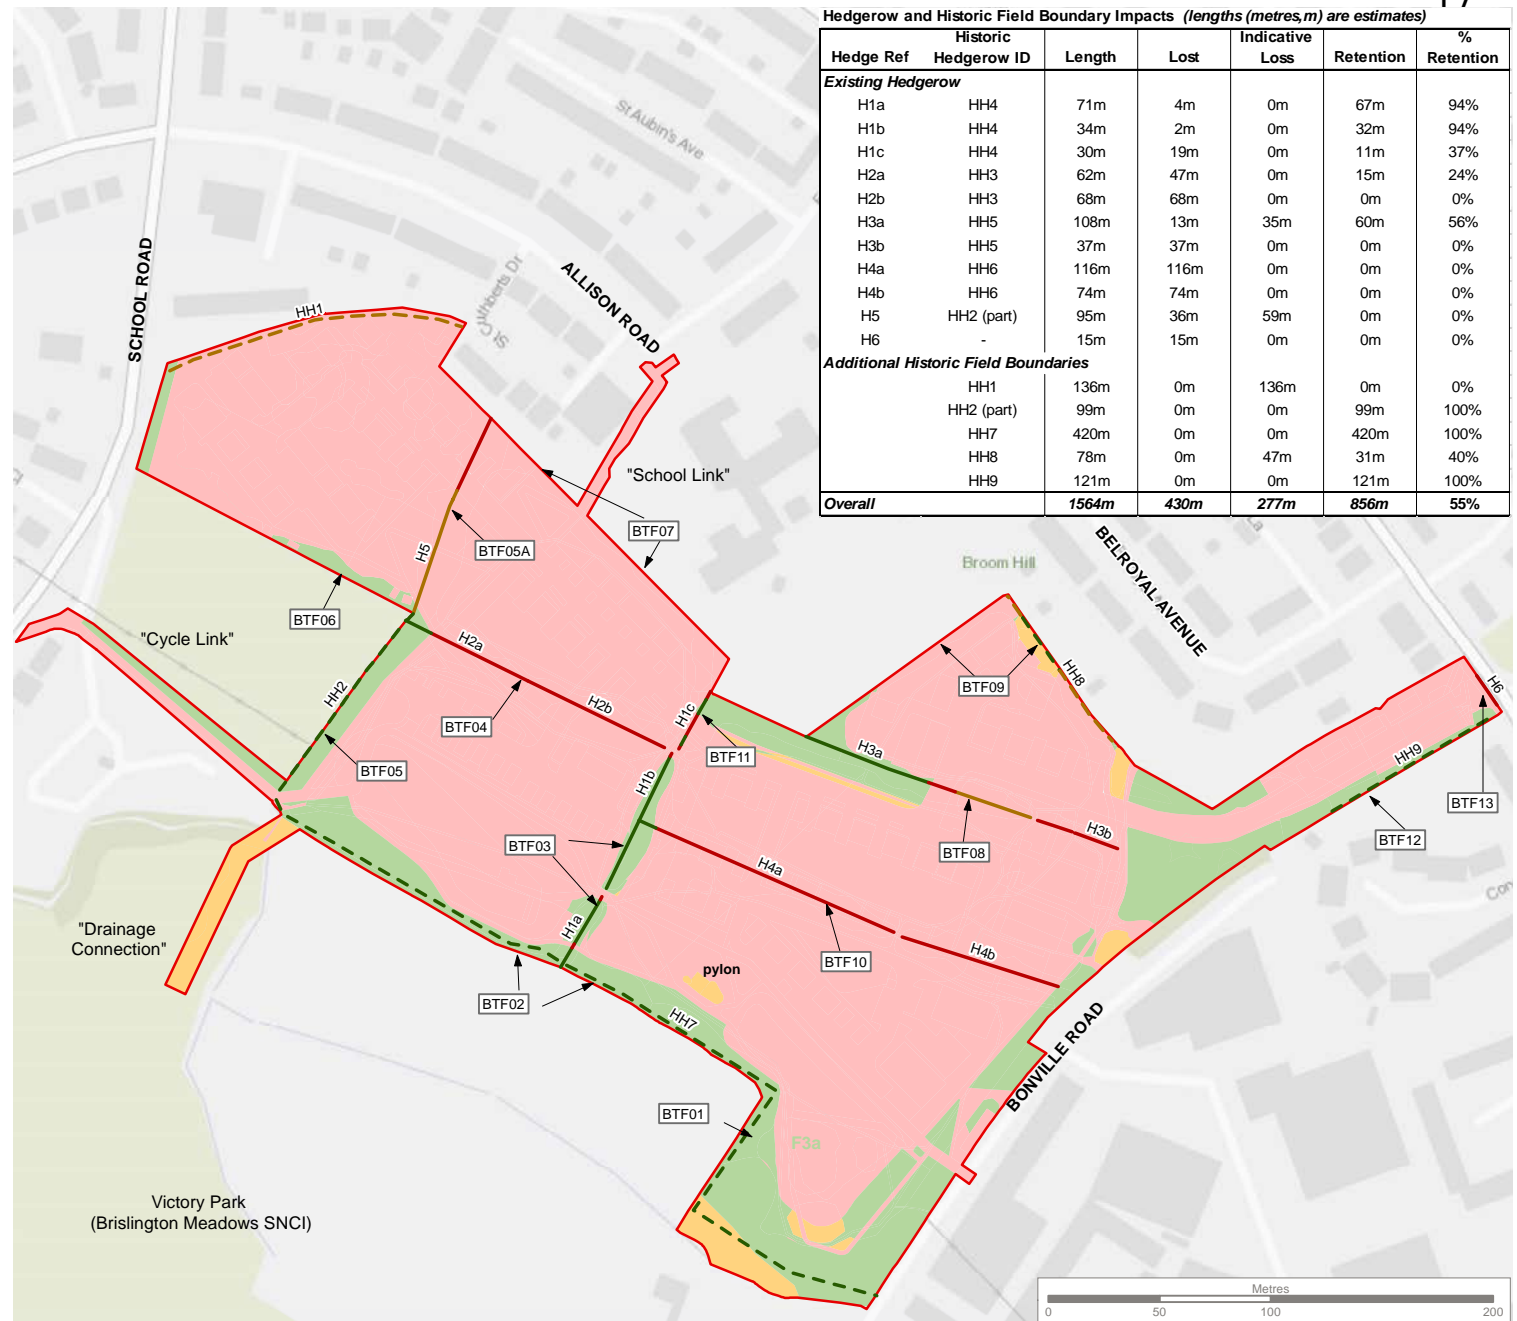 Hedgerow and Historic Field Boundary Impacts (lengths (metres,m) are estimates)
Hedge Ref Historic Hedgerow ID Length Lost Indicative Loss Retention % Retention
Existing Hedgerow
H1a HH4 71m 4m 0m 67m 94%
H1b HH4 34m 2m 0m 32m 94%
H1c HH4 30m 19m 0m 11m 37%
H2a HH3 62m 47m 0m 15m 24%
H2b HH3 68m 68m 0m 0m 0%
H3a HH5 108m 13m 35m 60m 56%
H3b HH5 37m 37m 0m 0m 0%
H4a HH6 116m 116m 0m 0m 0%
H4b HH6 74m 74m 0m 0m 0%
H5 HH2 (part) 95m 36m 59m 0m 0%
H6 - 15m 15m 0m 0m 0%
Additional Historic Field Boundaries
HH1 136m 0m 136m 0m 0%
HH2 (part) 99m 0m 0m 99m 100%
HH7 420m 0m 0m 420m 100%
HH8 78m 0m 47m 31m 40%
HH9 121m 0m 0m 121m 100%
Overall 1564m 430m 277m 856m 55%
St Aubin's Ave
SCHOOL ROAD
ALLISON ROAD
St Cuthberts Dr
HH1
"School Link"
BTF07
H5
BTF05A
BTF06
"Cycle Link"
Broom Hill
BELROYAL AVENUE
La
H2a
HH2
H2b
BTF04
BTF05
H1c
BTF11
BTF09
HH8
H6
H3a
HH9
BTF13
BTF12
H1b
H3b
BTF08
BTF03
H4a
H1a
BTF10
H4b
"Drainage
Connection"
pylon
BTF02
HH7
BONVILLE ROAD
BTF01
F3a
Victory Park
(Brislington Meadows SNCI)
Metres
0 50 100 200